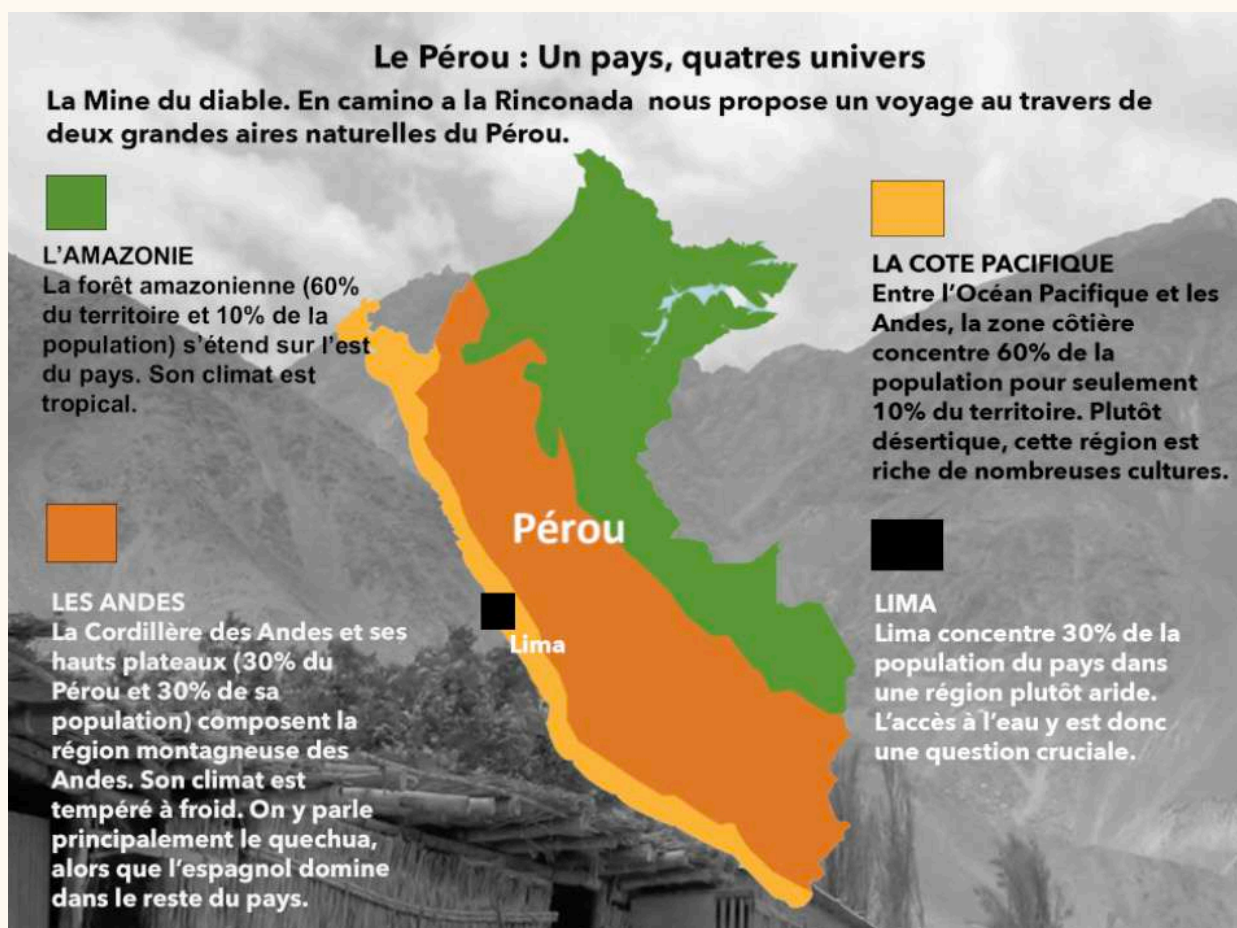 Le Pérou : Un pays, quatres univers
La Mine du diable. En camino a la Rinconada nous propose un voyage au travers de
deux grandes aires naturelles du Pérou.
L'AMAZONIE
La forêt amazonienne (60%
du territoire et 10% de la
population) s'étend sur l'est
du pays. Son climat est
tropical.
LA COTE PACIFIQUE
Entre l'Océan Pacifique et les
Andes, la zone côtière
concentre 60% de la
population pour seulement
10% du territoire. Plutôt
désertique, cette région est
riche de nombreuses cultures.
Pérou
Lima
LES ANDES
La Cordillère des Andes et ses
hauts plateaux (30% du
Pérou et 30% de sa
population) composent la
région montagneuse des
Andes. Son climat est
tempéré à froid. On y parle
principalement le quechua,
alors que l'espagnol domine
dans le reste du pays.
LIMA
Lima concentre 30% de la
population du pays dans
une région plutôt aride.
L'accès à l'eau y est donc
une question cruciale.